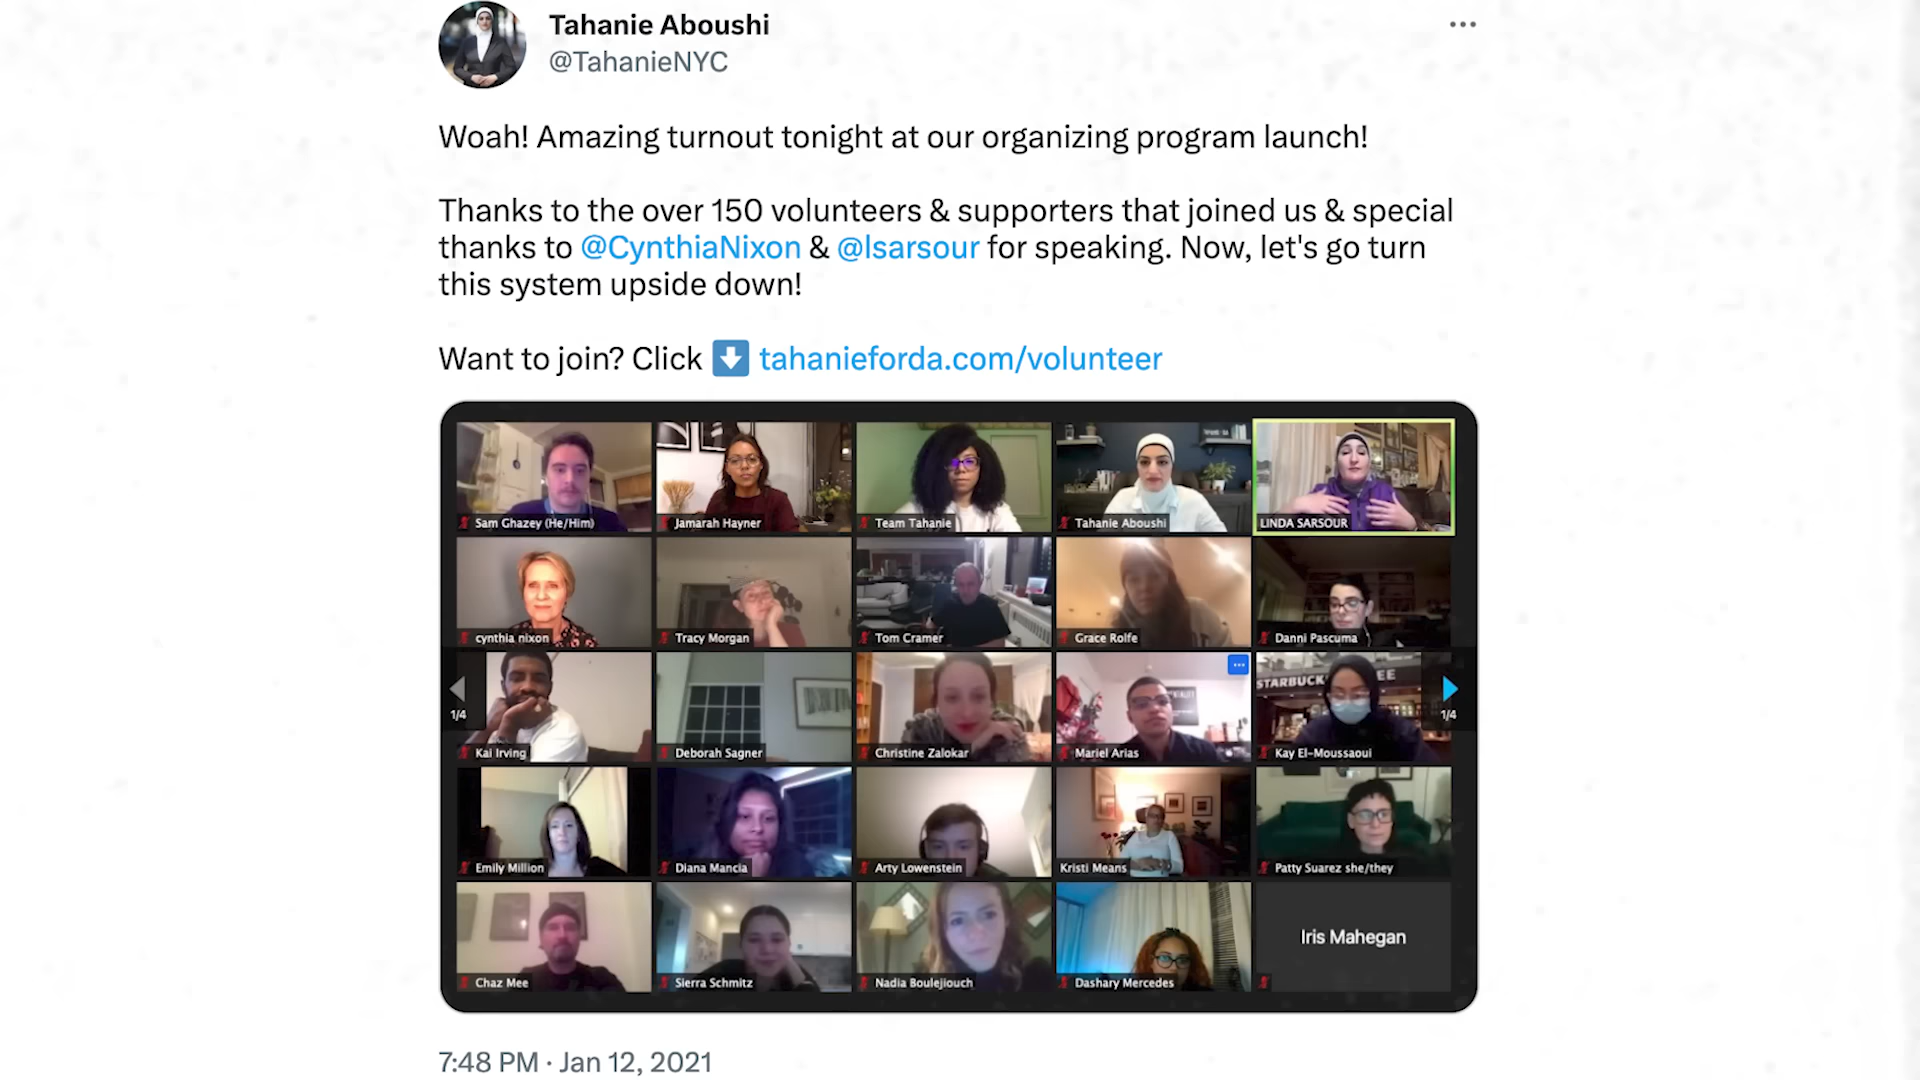 Tahanie Aboushi
@TahanieNYC
Woah! Amazing turnout tonight at our organizing program launch!
Thanks to the over 150 volunteers & supporters that joined us & special
thanks to @CynthiaNixon & @lsarsour for speaking. Now, let's go turn
this system upside down!
Want to join? Click ⬇️ tahanieforda.com/volunteer
Sam Ghazey (He/Him)
Jamarah Hayner
Team Tahanie
Tahanie Aboushi
LINDA SARSOUR
cynthia nixon
Tracy Morgan
Tom Cramer
Grace Rolfe
Danni Pascuma
1/4
Kai Irving
Deborah Sagner
Christine Zalokar
Mariel Arias
STARBUCK
EE
Kay El-Moussaoui
1/4
Emily Million
Diana Mancia
Arty Lowenstein
Kristi Means
Patty Suarez she/they
Chaz Mee
Sierra Schmitz
Nadia Boulejiouch
Dashary Mercedes
Iris Mahegan
7:48 PM · Jan 12, 2021